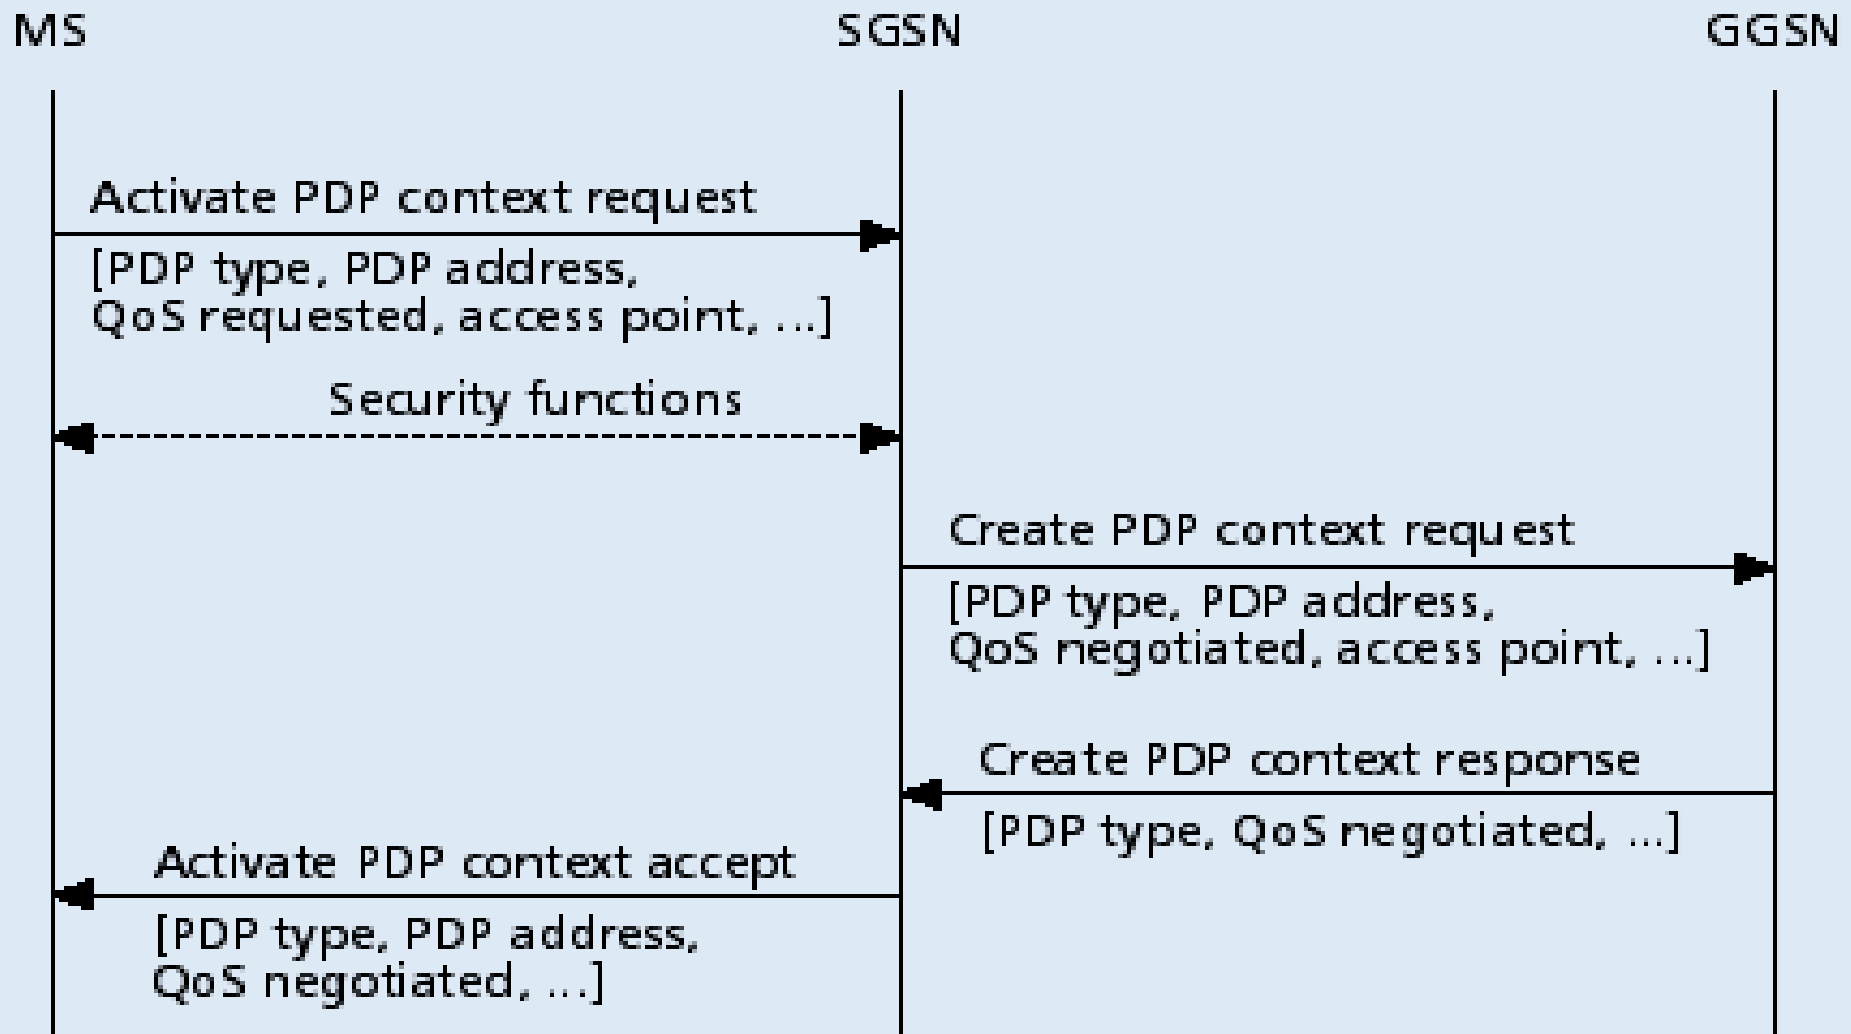 MS SGSN GGSN
Activate PDP context request
[PDP type, PDP address,
QoS requested, access point, ...]
Security functions
Create PDP context request
[PDP type, PDP address,
QoS negotiated, access point, ...]
Create PDP context response
[PDP type, QoS negotiated, ...]
Activate PDP context accept
[PDP type, PDP address,
QoS negotiated, ...]